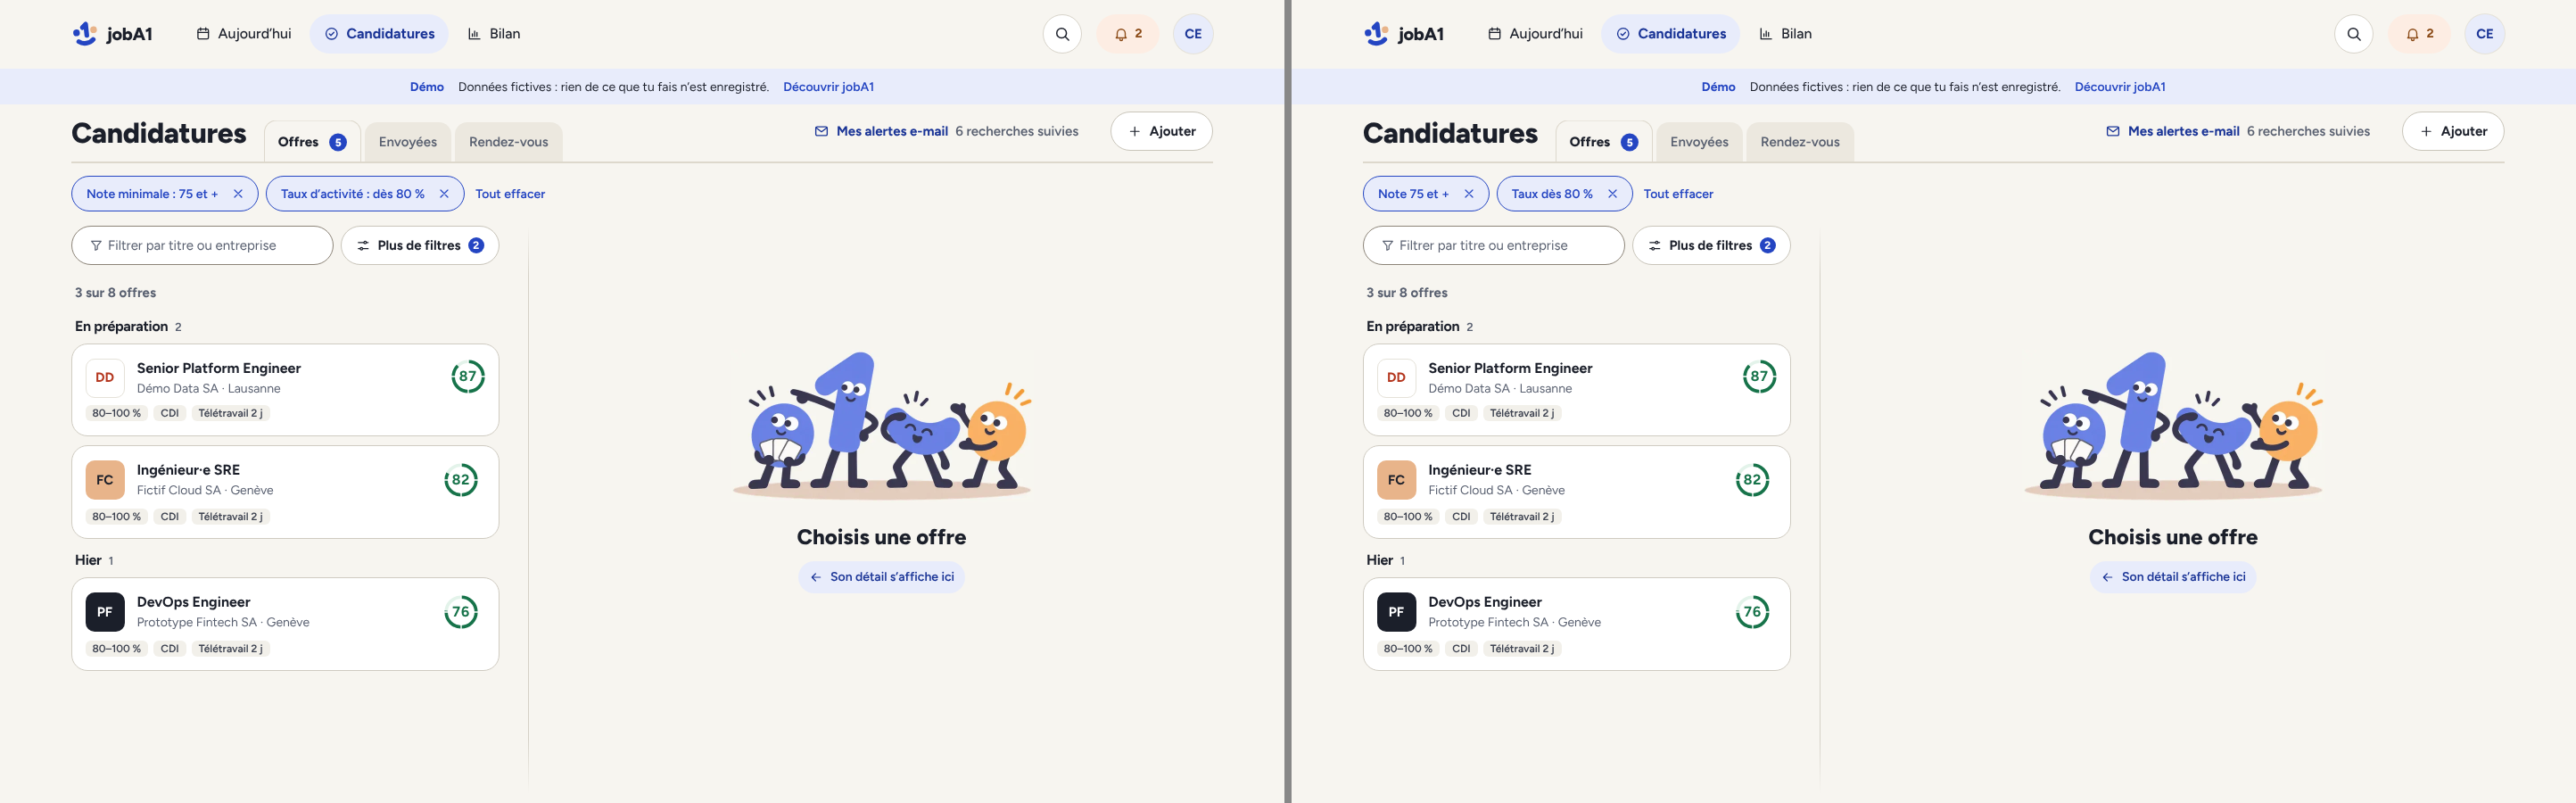 jobA1 Aujourd’hui Candidatures Bilan 2 CE
Démo Données fictives : rien de ce que tu fais n’est enregistré. Découvrir jobA1
Candidatures Offres 5 Envoyées Rendez-vous Mes alertes e-mail 6 recherches suivies Ajouter
Note minimale : 75 et + Taux d’activité : dès 80 % Tout effacer
Filtrer par titre ou entreprise Plus de filtres 2
3 sur 8 offres
En préparation 2
DD Senior Platform Engineer 87
Démo Data SA · Lausanne
80–100 % CDI Télétravail 2 j
FC Ingénieur·e SRE 82
Fictif Cloud SA · Genève
80–100 % CDI Télétravail 2 j
Hier 1
PF DevOps Engineer 76
Prototype Fintech SA · Genève
80–100 % CDI Télétravail 2 j
Choisis une offre
Son détail s’affiche ici
jobA1 Aujourd’hui Candidatures Bilan 2 CE
Démo Données fictives : rien de ce que tu fais n’est enregistré. Découvrir jobA1
Candidatures Offres 5 Envoyées Rendez-vous Mes alertes e-mail 6 recherches suivies Ajouter
Note 75 et + Taux dès 80 % Tout effacer
Filtrer par titre ou entreprise Plus de filtres 2
3 sur 8 offres
En préparation 2
DD Senior Platform Engineer 87
Démo Data SA · Lausanne
80–100 % CDI Télétravail 2 j
FC Ingénieur·e SRE 82
Fictif Cloud SA · Genève
80–100 % CDI Télétravail 2 j
Hier 1
PF DevOps Engineer 76
Prototype Fintech SA · Genève
80–100 % CDI Télétravail 2 j
Choisis une offre
Son détail s’affiche ici